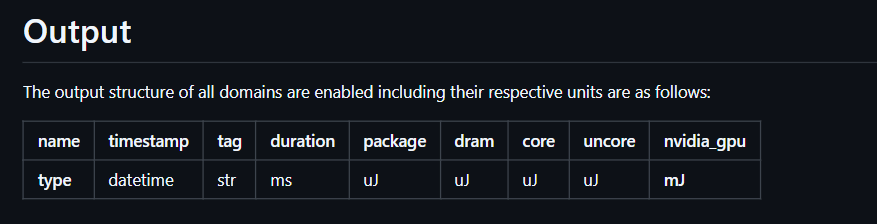 Output
The output structure of all domains are enabled including their respective units are as follows:
name timestamp tag duration package dram core uncore nvidia_gpu
type datetime str ms uJ uJ uJ uJ mJ